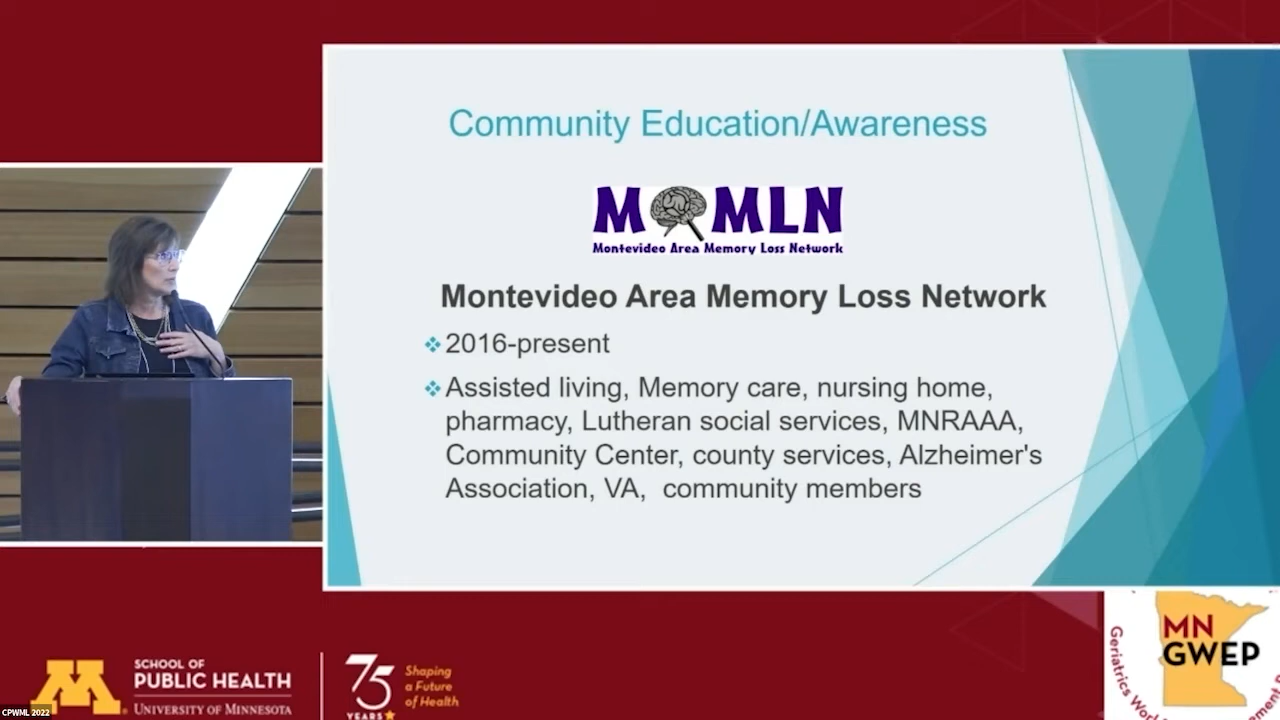 Community Education/Awareness
M MLN
Montevideo Area Memory Loss Network
Montevideo Area Memory Loss Network
❖ 2016-present
❖ Assisted living, Memory care, nursing home,
pharmacy, Lutheran social services, MNRAAA,
Community Center, county services, Alzheimer's
Association, VA, community members
M
SCHOOL OF
PUBLIC HEALTH
UNIVERSITY OF MINNESOTA
75
YEARS
Shaping
a Future
of Health
MN
GWEP
Geriatrics
CPWML 2022